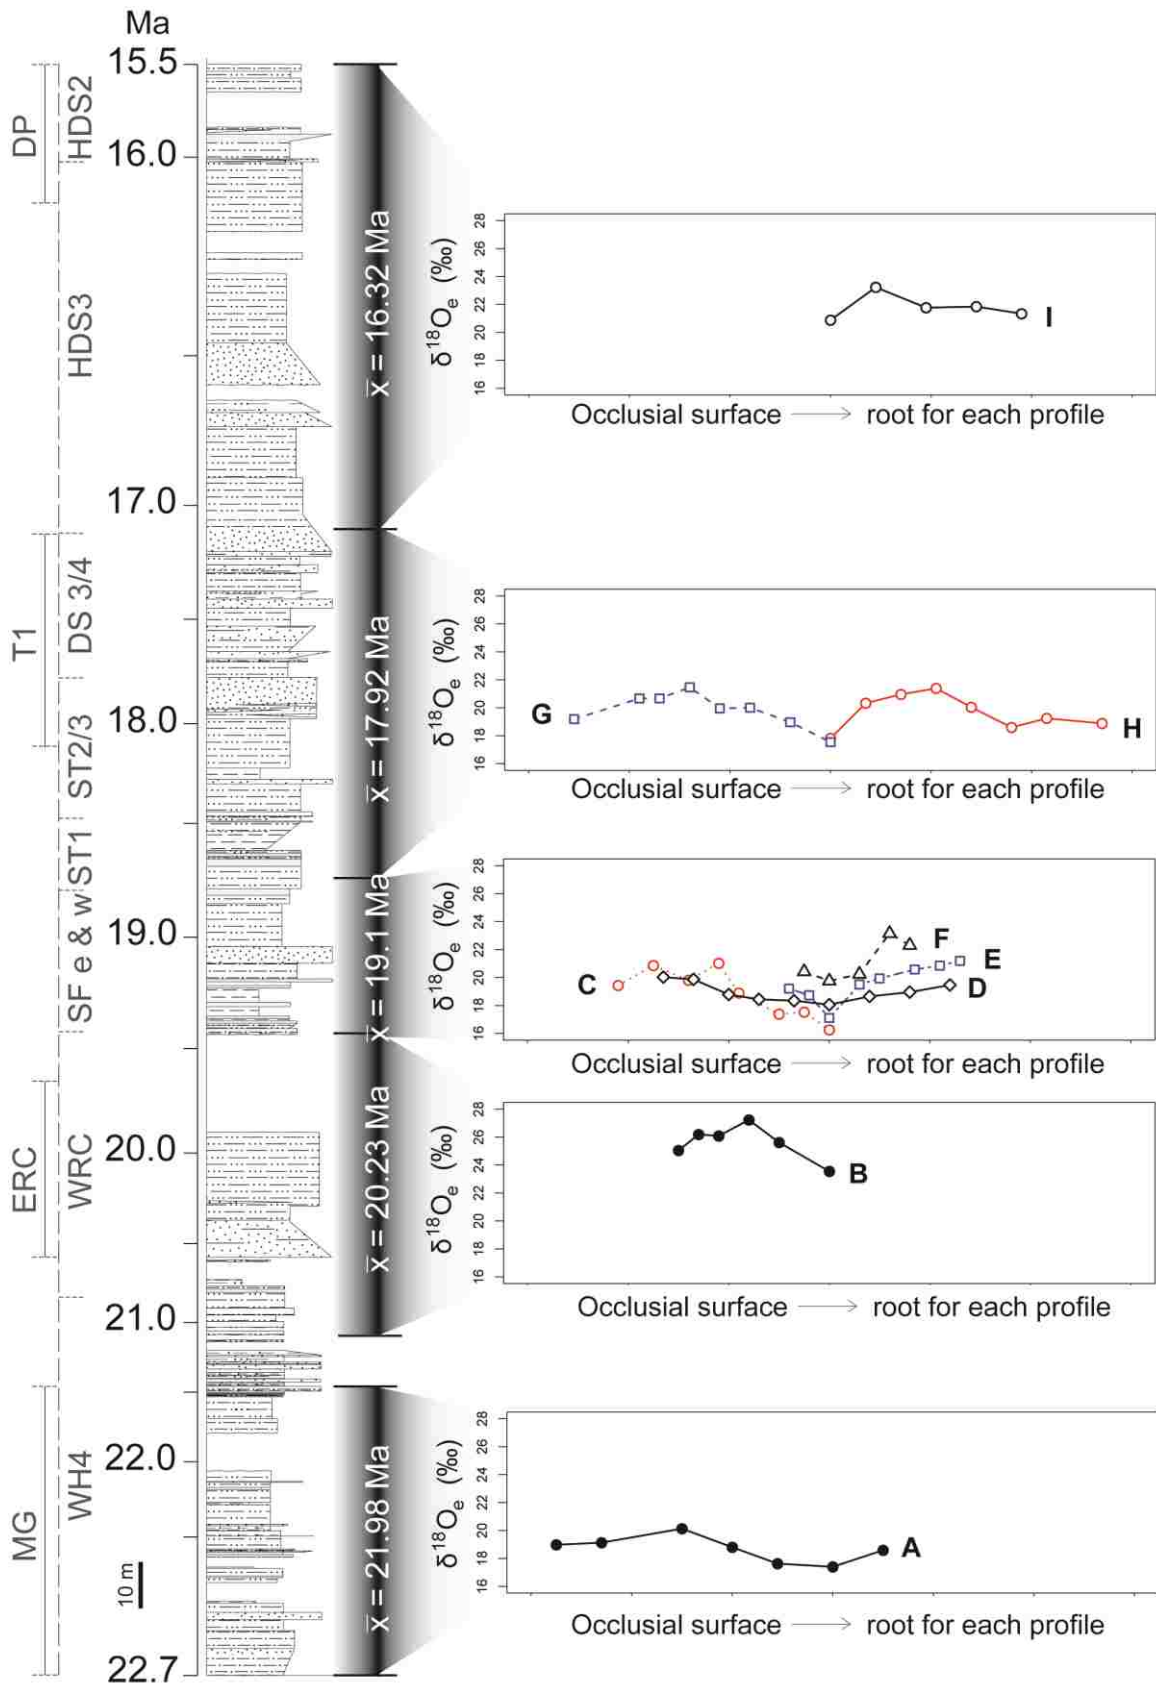 Ma
15.5
16.0
17.0
18.0
19.0
20.0
21.0
22.0
22.7
DP
T1
ERC
MG
HDS2
HDS3
DS 3/4
ST2/3
ST1
SF e & w
WRC
WH4
10 m
x̄ = 16.32 Ma
δ¹⁸Oₑ (‰)
28
26
24
22
20
18
16
I
Occlusial surface → root for each profile
x̄ = 17.92 Ma
δ¹⁸Oₑ (‰)
28
26
24
22
20
18
16
G
H
Occlusial surface → root for each profile
x̄ = 19.1 Ma
δ¹⁸Oₑ (‰)
28
26
24
22
20
18
16
C
F
E
D
Occlusial surface → root for each profile
x̄ = 20.23 Ma
δ¹⁸Oₑ (‰)
28
26
24
22
20
18
16
B
Occlusial surface → root for each profile
x̄ = 21.98 Ma
δ¹⁸Oₑ (‰)
28
26
24
22
20
18
16
A
Occlusial surface → root for each profile